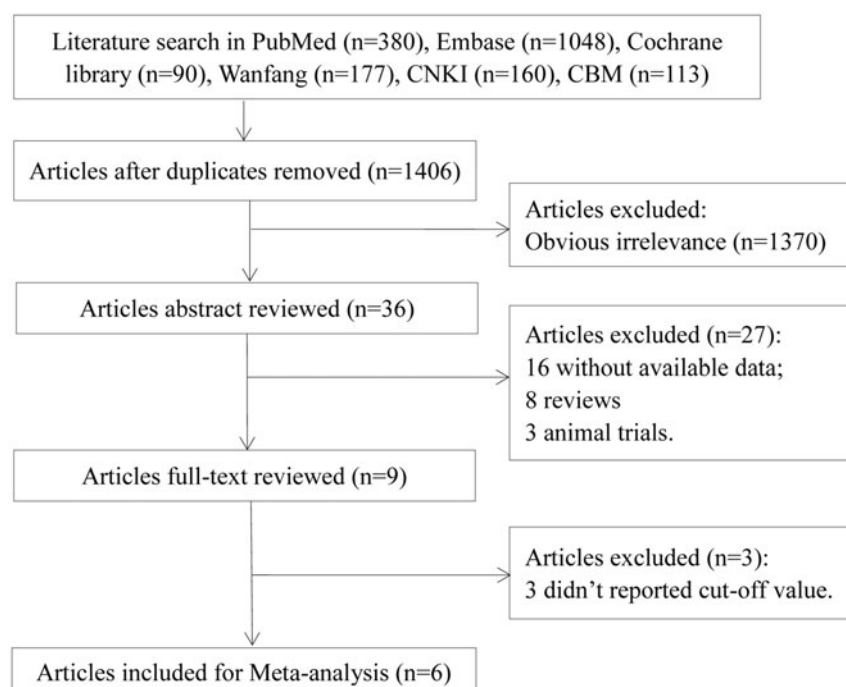 Literature search in PubMed (n=380), Embase (n=1048), Cochrane
library (n=90), Wanfang (n=177), CNKI (n=160), CBM (n=113)
Articles after duplicates removed (n=1406)
Articles excluded:
Obvious irrelevance (n=1370)
Articles abstract reviewed (n=36)
Articles excluded (n=27):
16 without available data;
8 reviews
3 animal trials.
Articles full-text reviewed (n=9)
Articles excluded (n=3):
3 didn’t reported cut-off value.
Articles included for Meta-analysis (n=6)